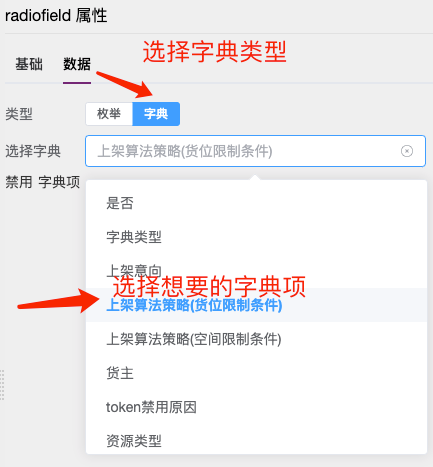 radiofield 属性
选择字典类型
基础 数据
类型 枚举 字典
选择字典 上架算法策略(货位限制条件)
禁用 字典项
是否
字典类型
上架意向
选择想要的字典项
上架算法策略(货位限制条件)
上架算法策略(空间限制条件)
货主
token禁用原因
资源类型